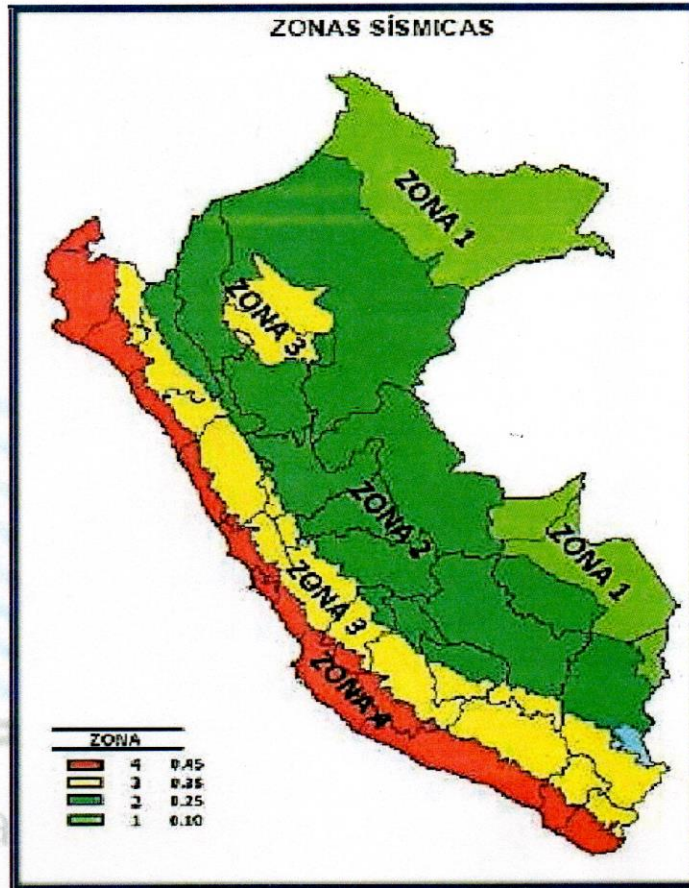 ZONAS SÍSMICAS
ZONA 1
ZONA 3
ZONA 2
ZONA 1
ZONA 3
ZONA 4
ZONA
4 0.45
3 0.35
2 0.25
1 0.10